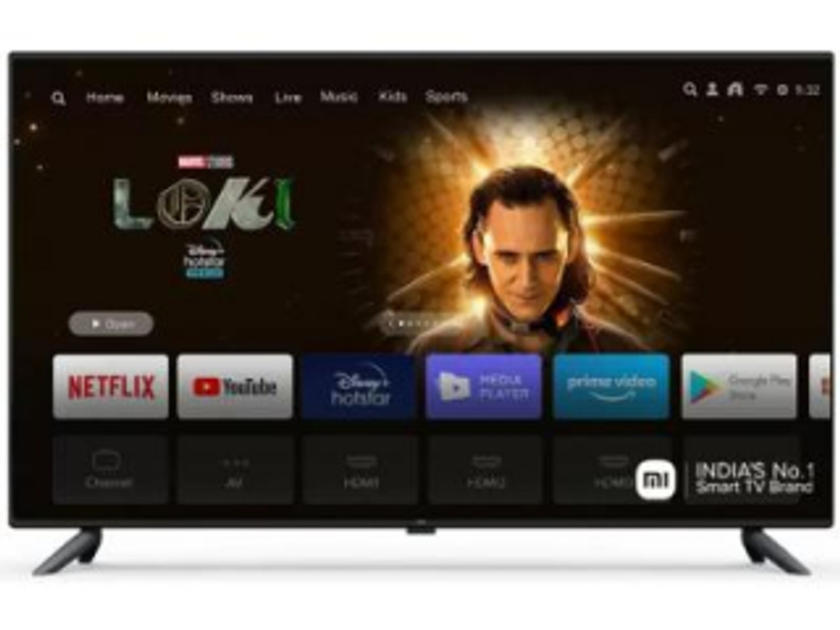 Home Movies Shows Live Music Kids Sports 9:32
MARVEL STUDIOS
LOKI
Disney+
hotstar
Open
NETFLIX
YouTube
Disney+
hotstar
MEDIA
PLAYER
prime video
Google Play
Store
Channel
AV
HDMI1
HDMI2
HDMI3
mi
INDIA'S No.1
Smart TV Brand